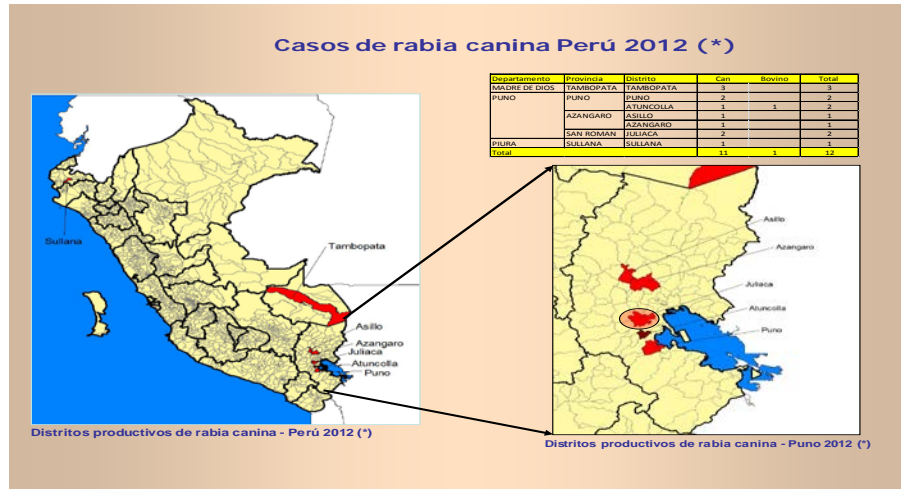 Casos de rabia canina Perú 2012 (*)
Departamento Provincia Distrito Can Bovino Total
MADRE DE DIOS TAMBOPATA TAMBOPATA 3 3
PUNO PUNO PUNO 2 2
ATUNCOLLA 1 1 2
AZANGARO ASILLO 1 1
AZANGARO 1 1
SAN ROMAN JULIACA 2 2
PIURA SULLANA SULLANA 1 1
Total 11 1 12
Sullana
Tambopata
Asillo
Azangaro
Juliaca
Atuncolla
Puno
Distritos productivos de rabia canina - Perú 2012 (*)
Asillo
Azangaro
Juliaca
Atuncolla
Puno
Distritos productivos de rabia canina - Puno 2012 (*)